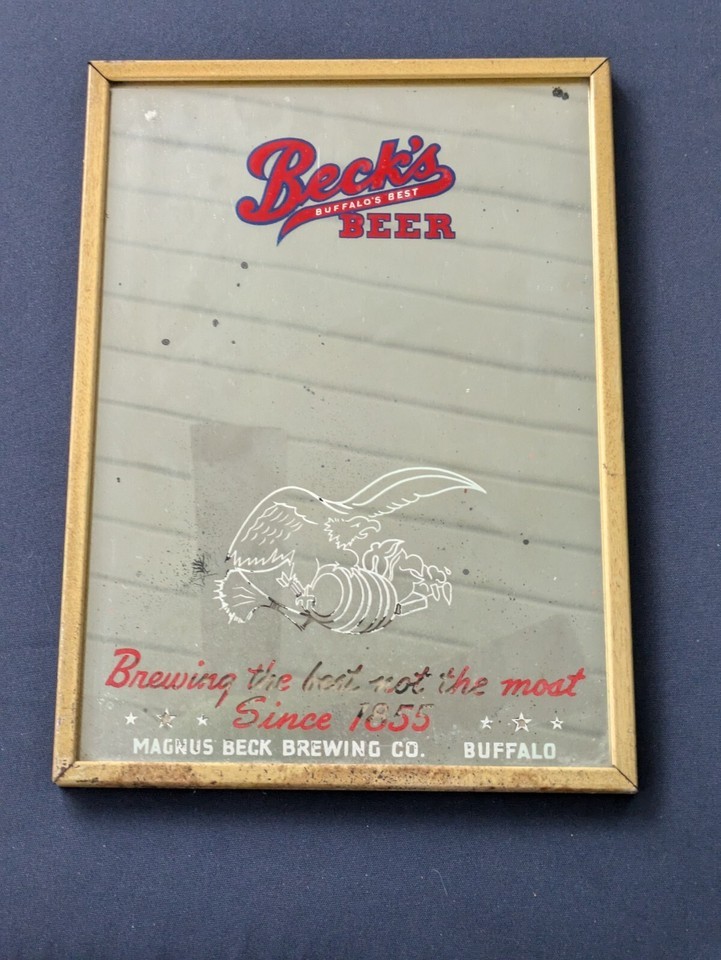 Beck's
BUFFALO'S BEST
BEER
Brewing the best not the most
Since 1855
MAGNUS BECK BREWING CO. BUFFALO